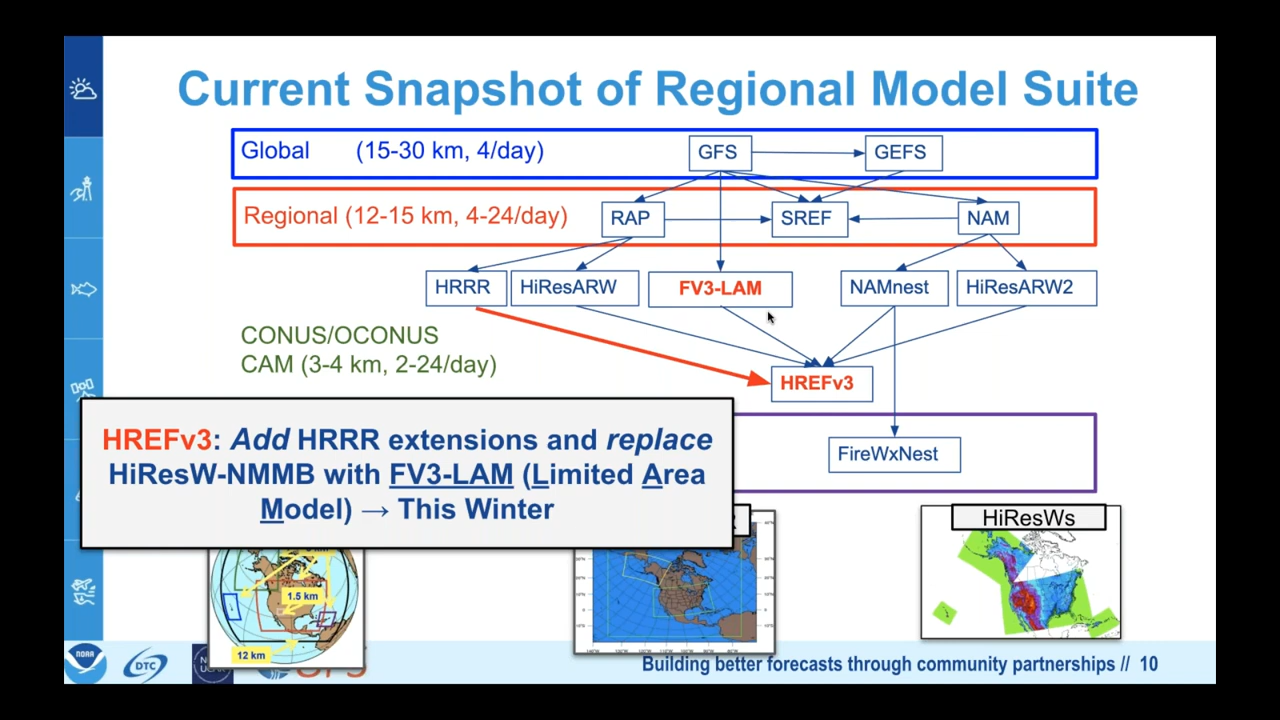 Current Snapshot of Regional Model Suite
Global (15-30 km, 4/day)
GFS
GEFS
Regional (12-15 km, 4-24/day)
RAP
SREF
NAM
HRRR
HiResARW
FV3-LAM
NAMnest
HiResARW2
CONUS/OCONUS
CAM (3-4 km, 2-24/day)
HREFv3
HREFv3: Add HRRR extensions and replace
HiResW-NMMB with FV3-LAM (Limited Area
Model) → This Winter
FireWxNest
HiResWs
1.5 km
12 km
NOAA
DTC
Building better forecasts through community partnerships // 10